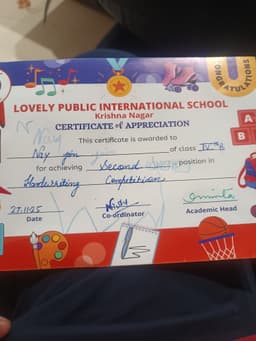 CONGRATULATIONS
LOVELY PUBLIC INTERNATIONAL SCHOOL
Krishna Nagar
CERTIFICATE of APPRECIATION
This certificate is awarded to
of class IV
for achieving Second position in
Handwriting Competition
27.11.25
Date
Co-ordinator
Academic Head
A
B